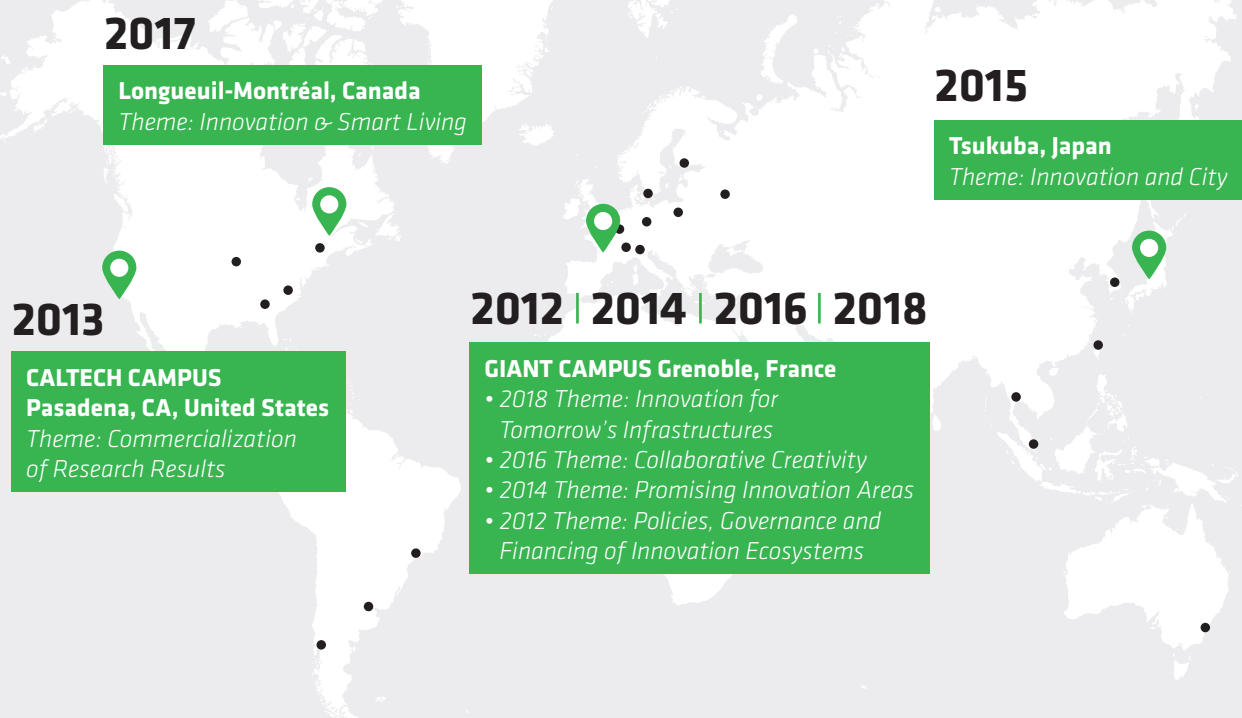 2017
Longueuil-Montréal, Canada
Theme: Innovation & Smart Living
2015
Tsukuba, Japan
Theme: Innovation and City
2013
CALTECH CAMPUS
Pasadena, CA, United States
Theme: Commercialization
of Research Results
2012 | 2014 | 2016 | 2018
GIANT CAMPUS Grenoble, France
• 2018 Theme: Innovation for
Tomorrow's Infrastructures
• 2016 Theme: Collaborative Creativity
• 2014 Theme: Promising Innovation Areas
• 2012 Theme: Policies, Governance and
Financing of Innovation Ecosystems